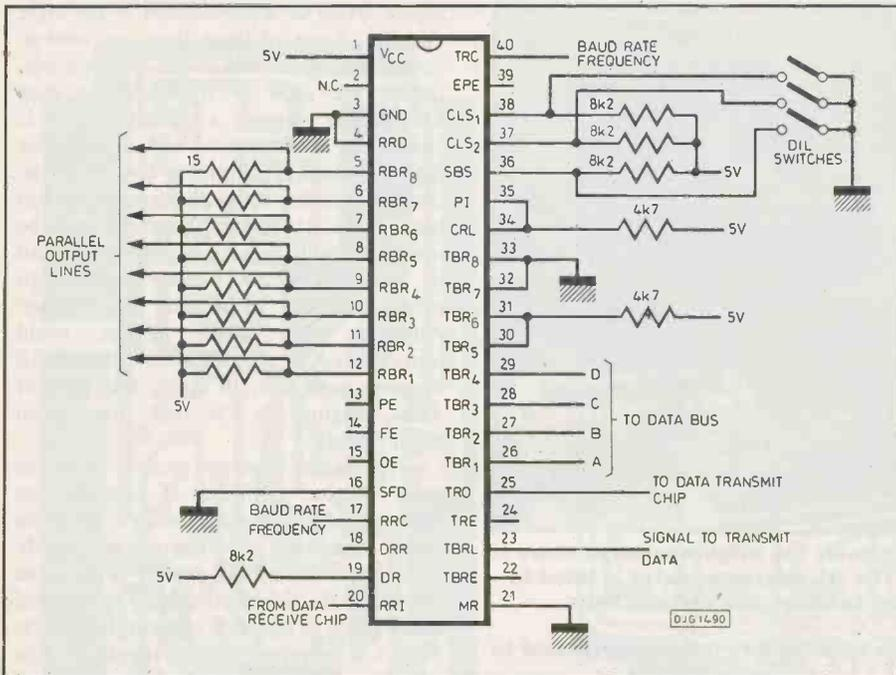 1
5V
VCC
N.C.
2
3
GND
4
RRD
15
5
RBR8
6
RBR7
7
RBR6
PARALLEL
OUTPUT
LINES
8
RBR5
9
RBR4
10
RBR3
11
RBR2
12
RBR1
5V
13
PE
14
FE
15
OE
16
SFD
BAUD RATE
FREQUENCY
17
RRC
18
DRR
8k2
5V
19
DR
20
FROM DATA
RECEIVE CHIP
RRI
40
TRC
BAUD RATE
FREQUENCY
39
EPE
38
CLS1
8k2
37
CLS2
8k2
36
SBS
8k2
5V
DIL
SWITCHES
35
PI
34
CRL
4k7
5V
33
TBR8
32
TBR7
31
TBR6
4k7
5V
30
TBR5
29
TBR4
D
28
TBR3
C
TO DATA BUS
27
TBR2
B
26
TBR1
A
25
TRO
TO DATA TRANSMIT
CHIP
24
TRE
23
TBRL
SIGNAL TO TRANSMIT
DATA
22
TBRE
21
MR
DJG1490